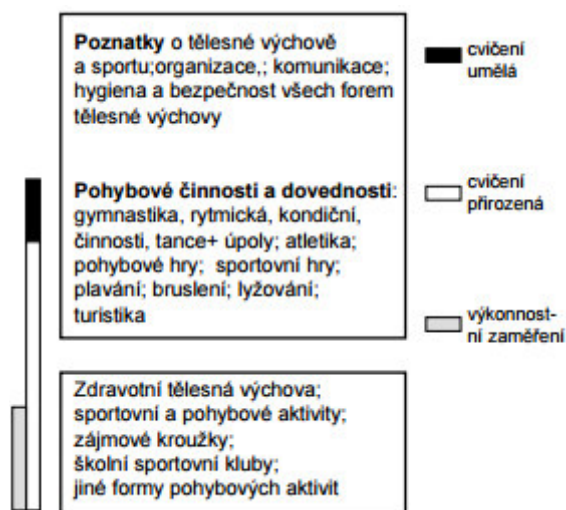 Poznatky o tělesné výchově
a sportu;organizace,; komunikace;
hygiena a bezpečnost všech forem
tělesné výchovy
Pohybové činnosti a dovednosti:
gymnastika, rytmická, kondiční,
činnosti, tance+ úpoly; atletika;
pohybové hry; sportovní hry;
plavání; bruslení; lyžování;
turistika
Zdravotní tělesná výchova;
sportovní a pohybové aktivity;
zájmové kroužky;
školní sportovní kluby;
jiné formy pohybových aktivit
cvičení
umělá
cvičení
přirozená
výkonnost-
ní zaměření